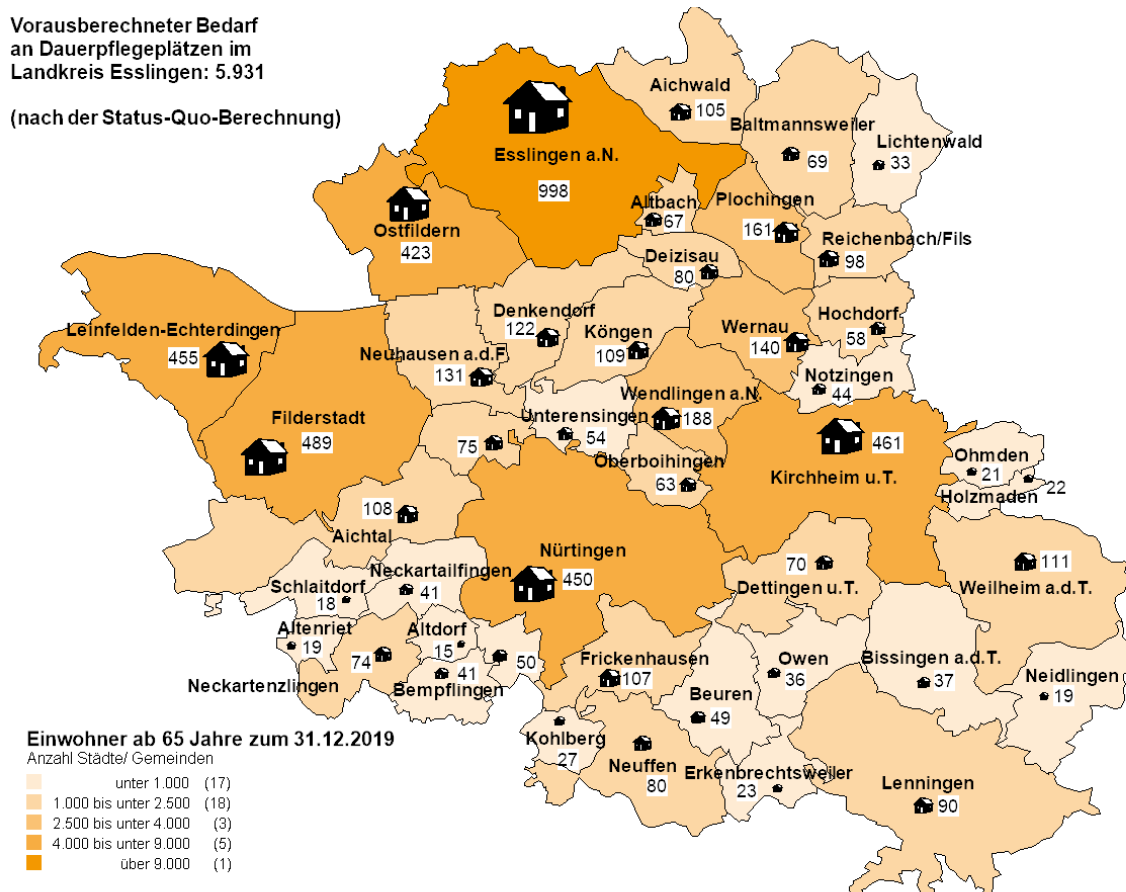 Vorausberechneter Bedarf
an Dauerpflegeplätzen im
Landkreis Esslingen: 5.931
(nach der Status-Quo-Berechnung)
Aichwald
105
Baltmannsweiler
69
Lichtenwald
33
Esslingen a.N.
998
Altbach
67
Plochingen
161
Ostfildern
423
Reichenbach/Fils
98
Deizisau
80
Denkendorf
122
Köngen
109
Wernau
140
Hochdorf
58
Leinfelden-Echterdingen
455
Neuhausen a.d.F
131
Notzingen
44
Filderstadt
489
Unterensingen
54
Wendlingen a.N.
188
75
Oberboihingen
63
461
Kirchheim u.T.
Ohmden
21
Holzmaden
22
108
Aichtal
Nürtingen
450
70
Dettingen u.T.
111
Weilheim a.d.T.
Schlaitdorf
18
Neckartailfingen
41
Altenriet
19
74
Neckartenzlingen
Altdorf
15
41
Bempflingen
50
Frickenhausen
107
Owen
36
Bissingen a.d.T.
37
Neidlingen
19
Beuren
49
Kohlberg
27
Neuffen
80
Erkenbrechtsweiler
23
Lenningen
90
Einwohner ab 65 Jahre zum 31.12.2019
Anzahl Städte/ Gemeinden
unter 1.000 (17)
1.000 bis unter 2.500 (18)
2.500 bis unter 4.000 (3)
4.000 bis unter 9.000 (5)
über 9.000 (1)